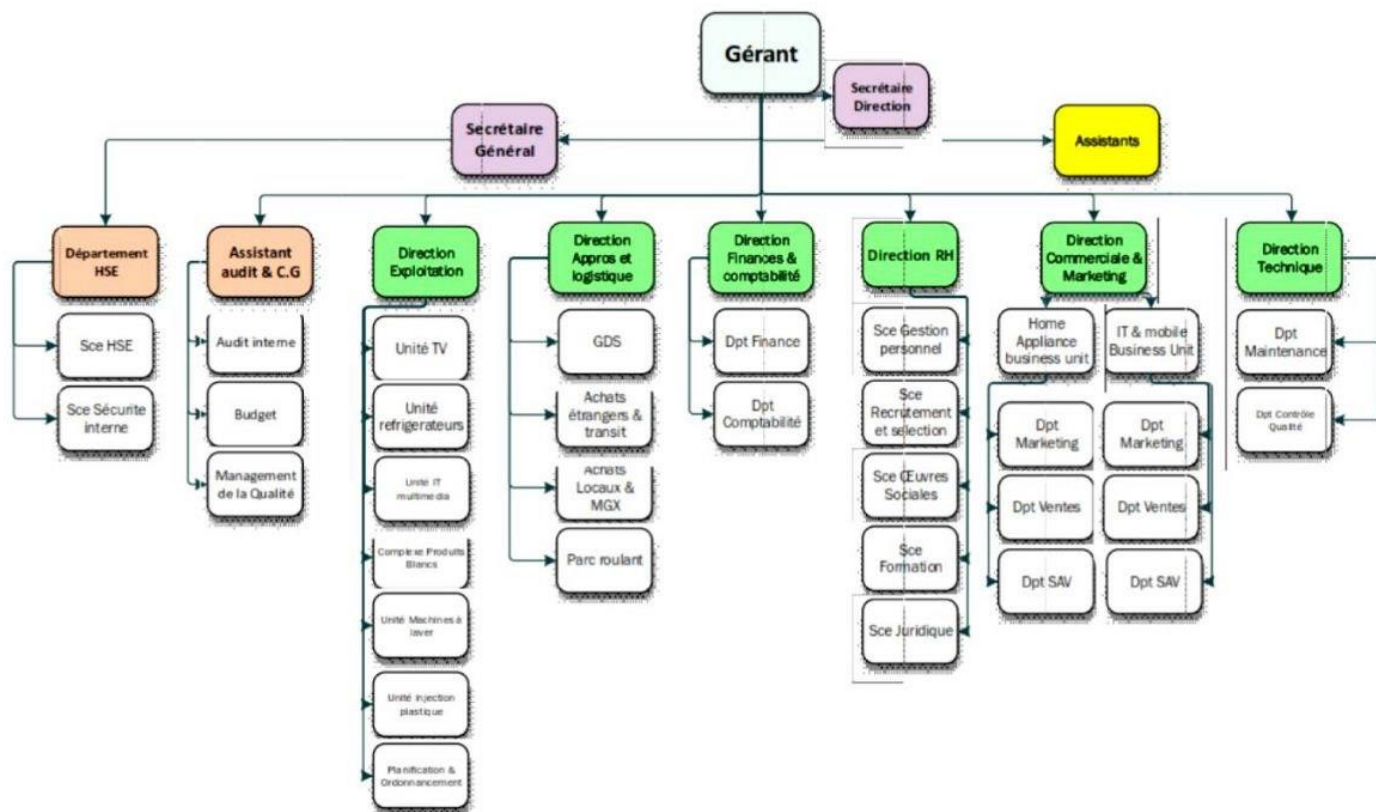 Gérant
Secrétaire
Direction
Secrétaire
Général
Assistants
Département
HSE
Sce HSE
Sce Sécurite
interne
Assistant
audit & C.G
Audit interne
Budget
Management
de la Qualité
Direction
Exploitation
Unité TV
Unité
refrigerateurs
Unité IT
multimedia
Complexe Produits
Blancs
Unité Machines à
laver
Unité Injection
plastique
Planification &
Ordonnancement
Direction
Appros et
logistique
GDS
Achats
étrangers &
transit
Achats
Locaux &
MGX
Parc roulant
Direction
Finances &
comptabilité
Dpt Finance
Dpt
Comptabilité
Direction RH
Sce Gestion
personnel
Sce
Recrutement
et selection
Sce Œuvres
Sociales
Sce
Formation
Sce Juridique
Direction
Commerciale &
Marketing
Home
Appliance
business unit
Dpt
Marketing
Dpt Ventes
Dpt SAV
IT & mobile
Business Unit
Dpt
Marketing
Dpt Ventes
Dpt SAV
Direction
Technique
Dpt
Maintenance
Dpt Contrôle
Qualité